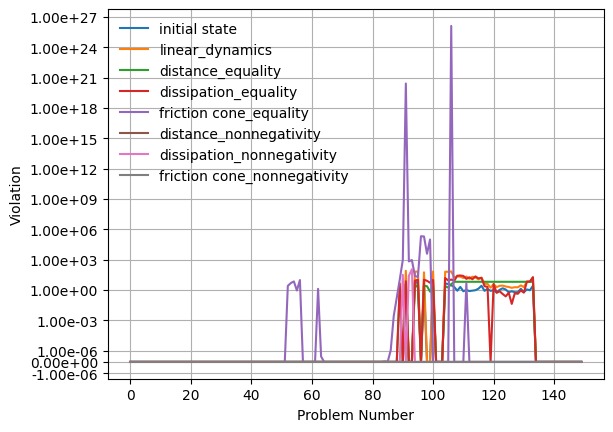 1.00e+27
1.00e+24
1.00e+21
1.00e+18
1.00e+15
1.00e+12
1.00e+09
1.00e+06
1.00e+03
1.00e+00
1.00e-03
1.00e-06
0.00e+00
-1.00e-06
Violation
initial state
linear_dynamics
distance_equality
dissipation_equality
friction cone_equality
distance_nonnegativity
dissipation_nonnegativity
friction cone_nonnegativity
0 20 40 60 80 100 120 140
Problem Number